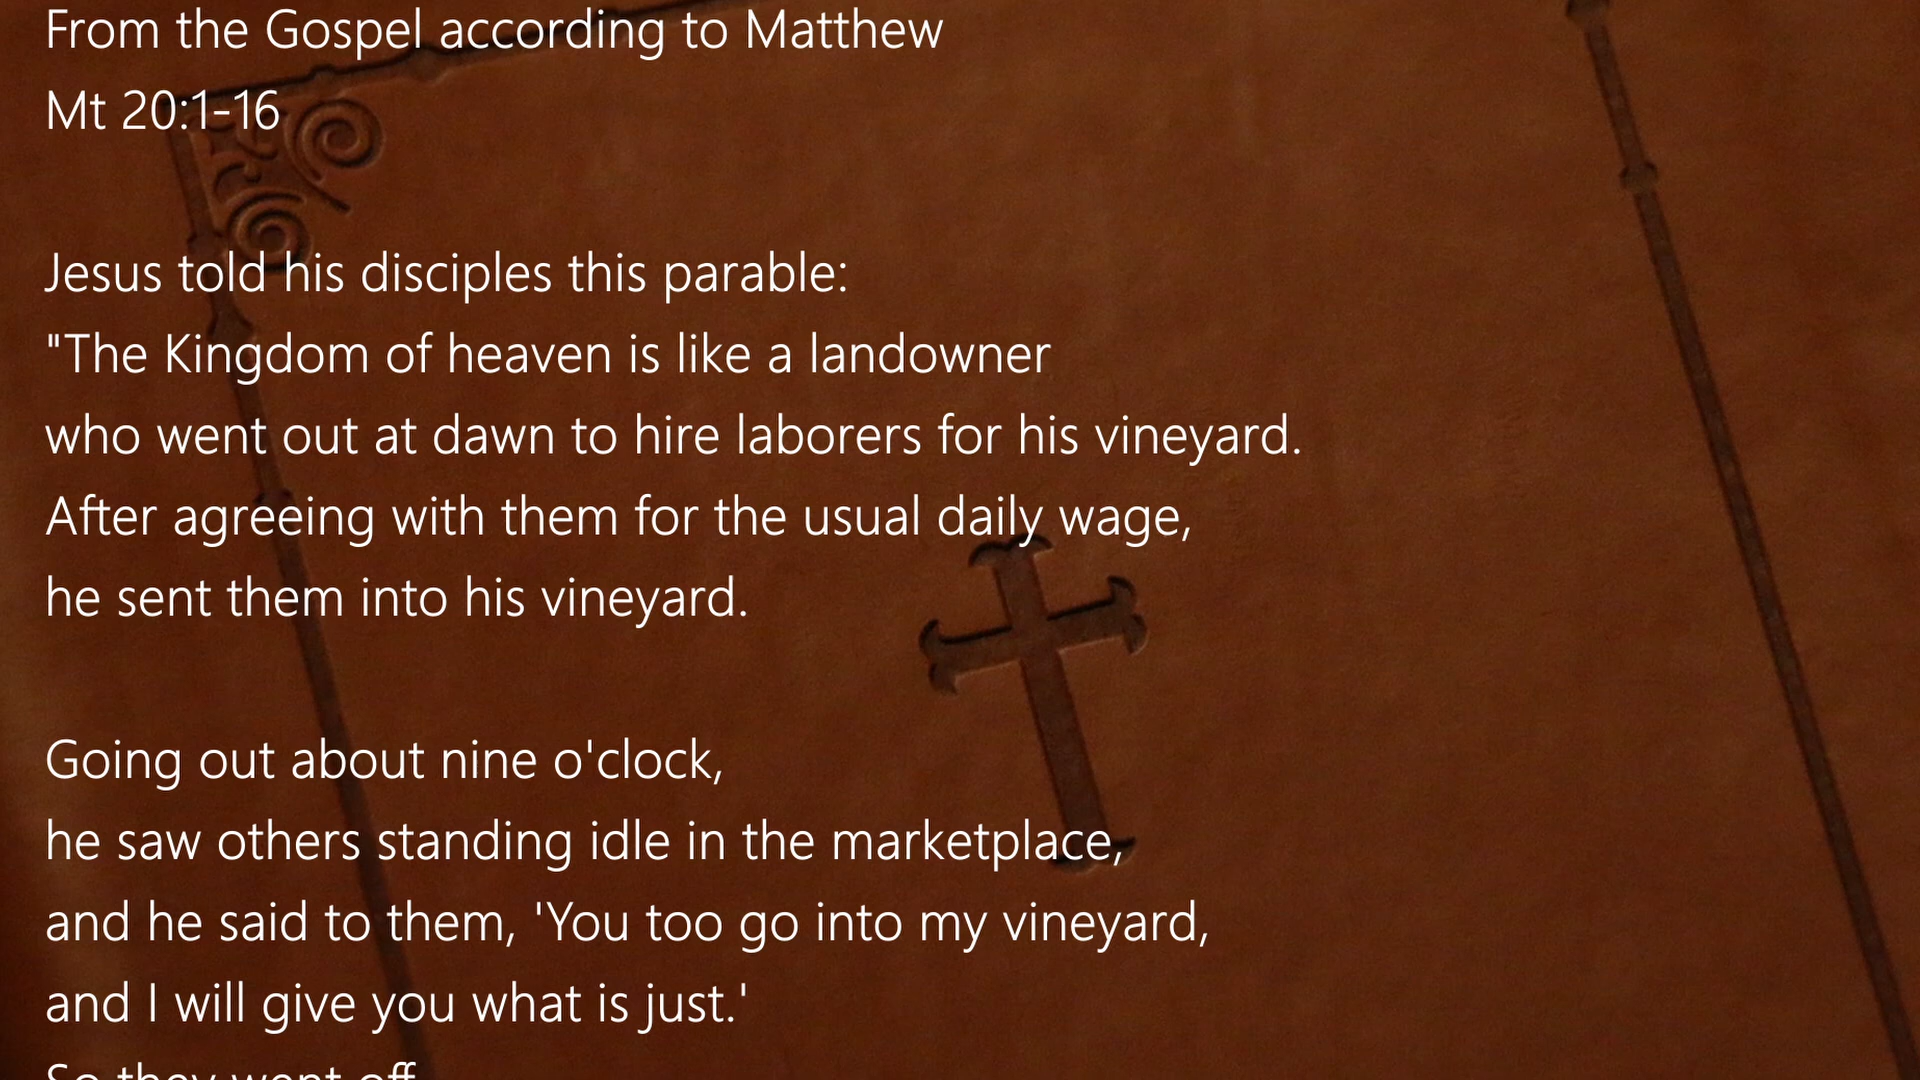 From the Gospel according to Matthew
Mt 20:1-16
Jesus told his disciples this parable:
"The Kingdom of heaven is like a landowner
who went out at dawn to hire laborers for his vineyard.
After agreeing with them for the usual daily wage,
he sent them into his vineyard.
Going out about nine o'clock,
he saw others standing idle in the marketplace,
and he said to them, 'You too go into my vineyard,
and I will give you what is just.'
So they went off